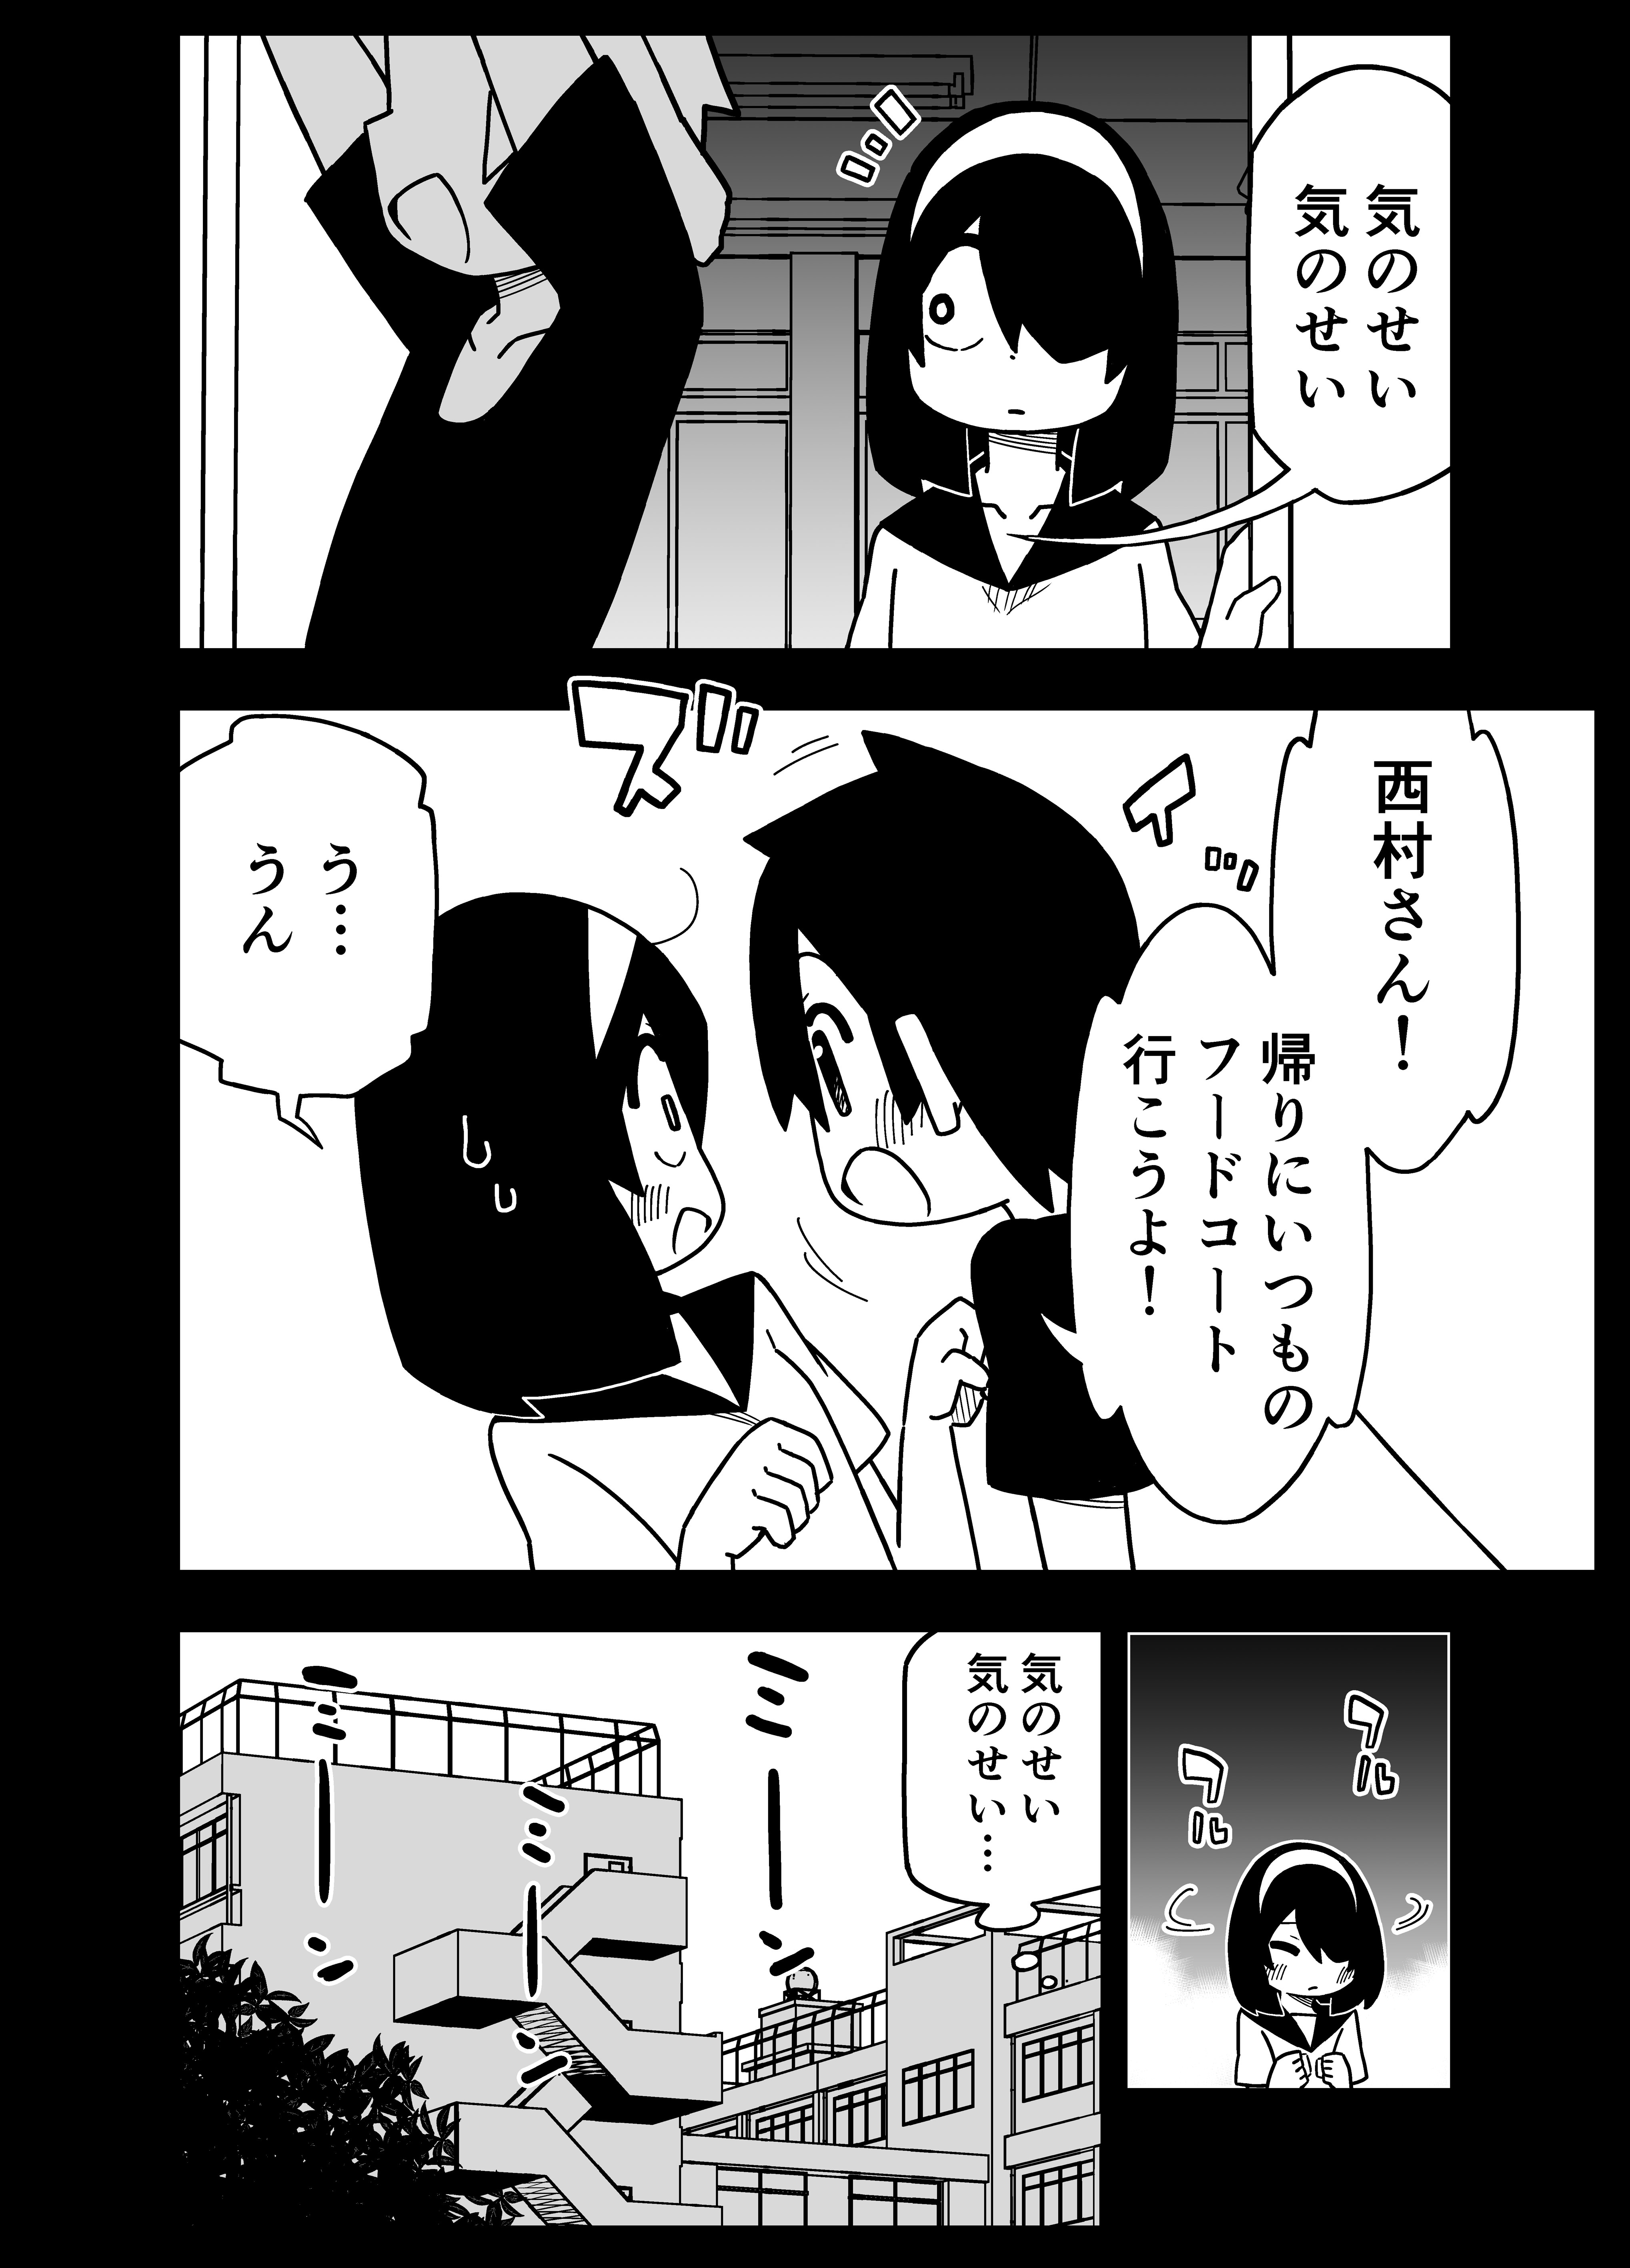 気のせい
気のせい
西村さん！
帰りにいつもの
フードコート
行こうよ！
ズイッ
う…
うん
フル
フル
気のせい
気のせい…
ミーン
ミーン
ミーン